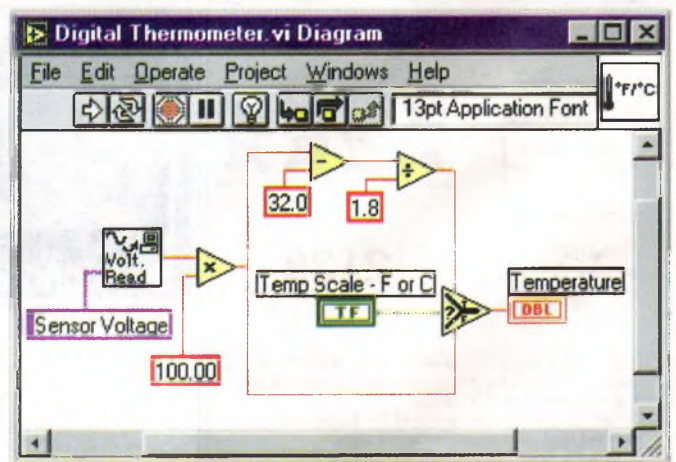 Digital Thermometer.vi Diagram
File Edit Operate Project Windows Help
°F/°C
13pt Application Font
32.0
1.8
Volt.
Read
Temp Scale - F or C
Temperature
TF
?
T
F
DBL
Sensor Voltage
100.00